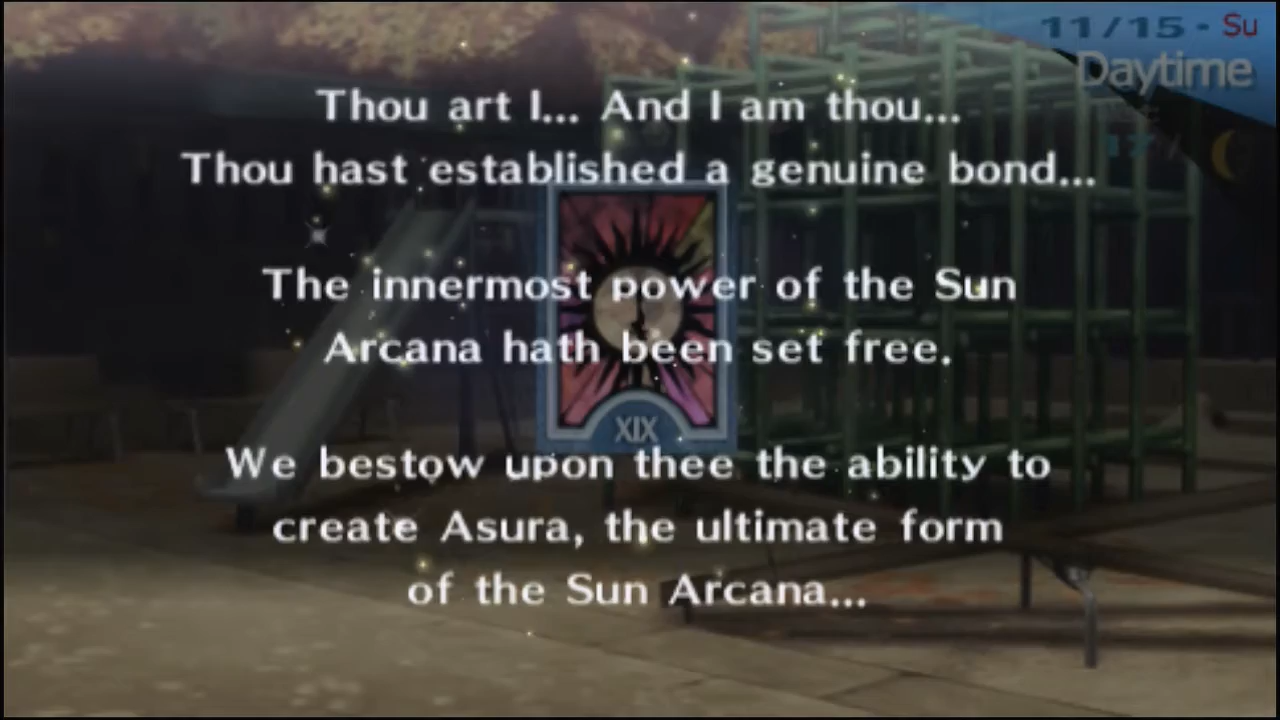 11/15 - Su
Daytime
Thou art I... And I am thou...
Thou hast established a genuine bond...
The innermost power of the Sun
Arcana hath been set free.
XIX
We bestow upon thee the ability to
create Asura, the ultimate form
of the Sun Arcana...